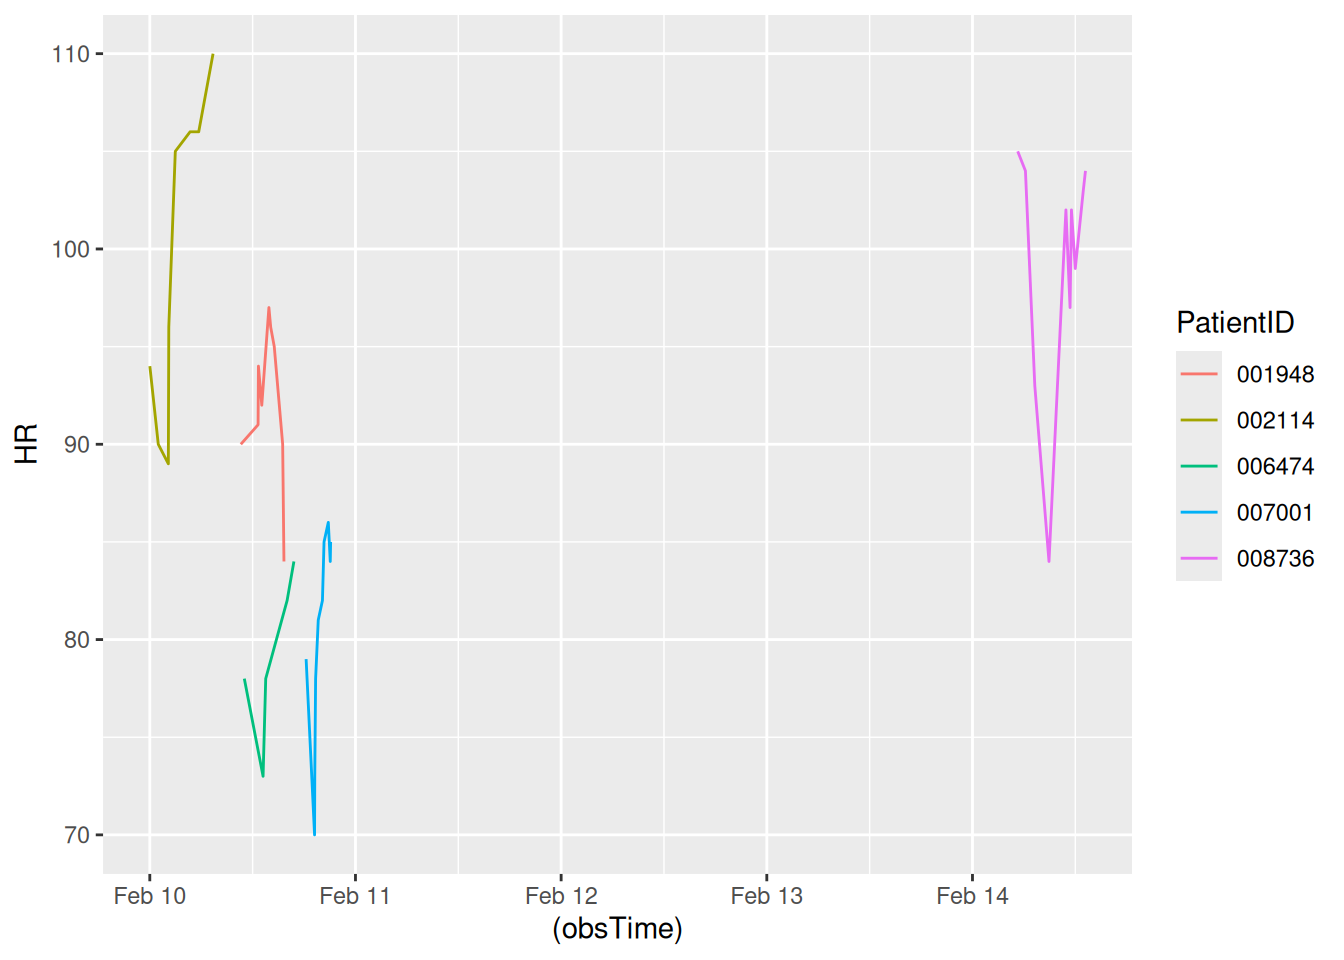 110
100
90
80
70
HR
Feb 10
Feb 11
Feb 12
Feb 13
Feb 14
(obsTime)
PatientID
001948
002114
006474
007001
008736